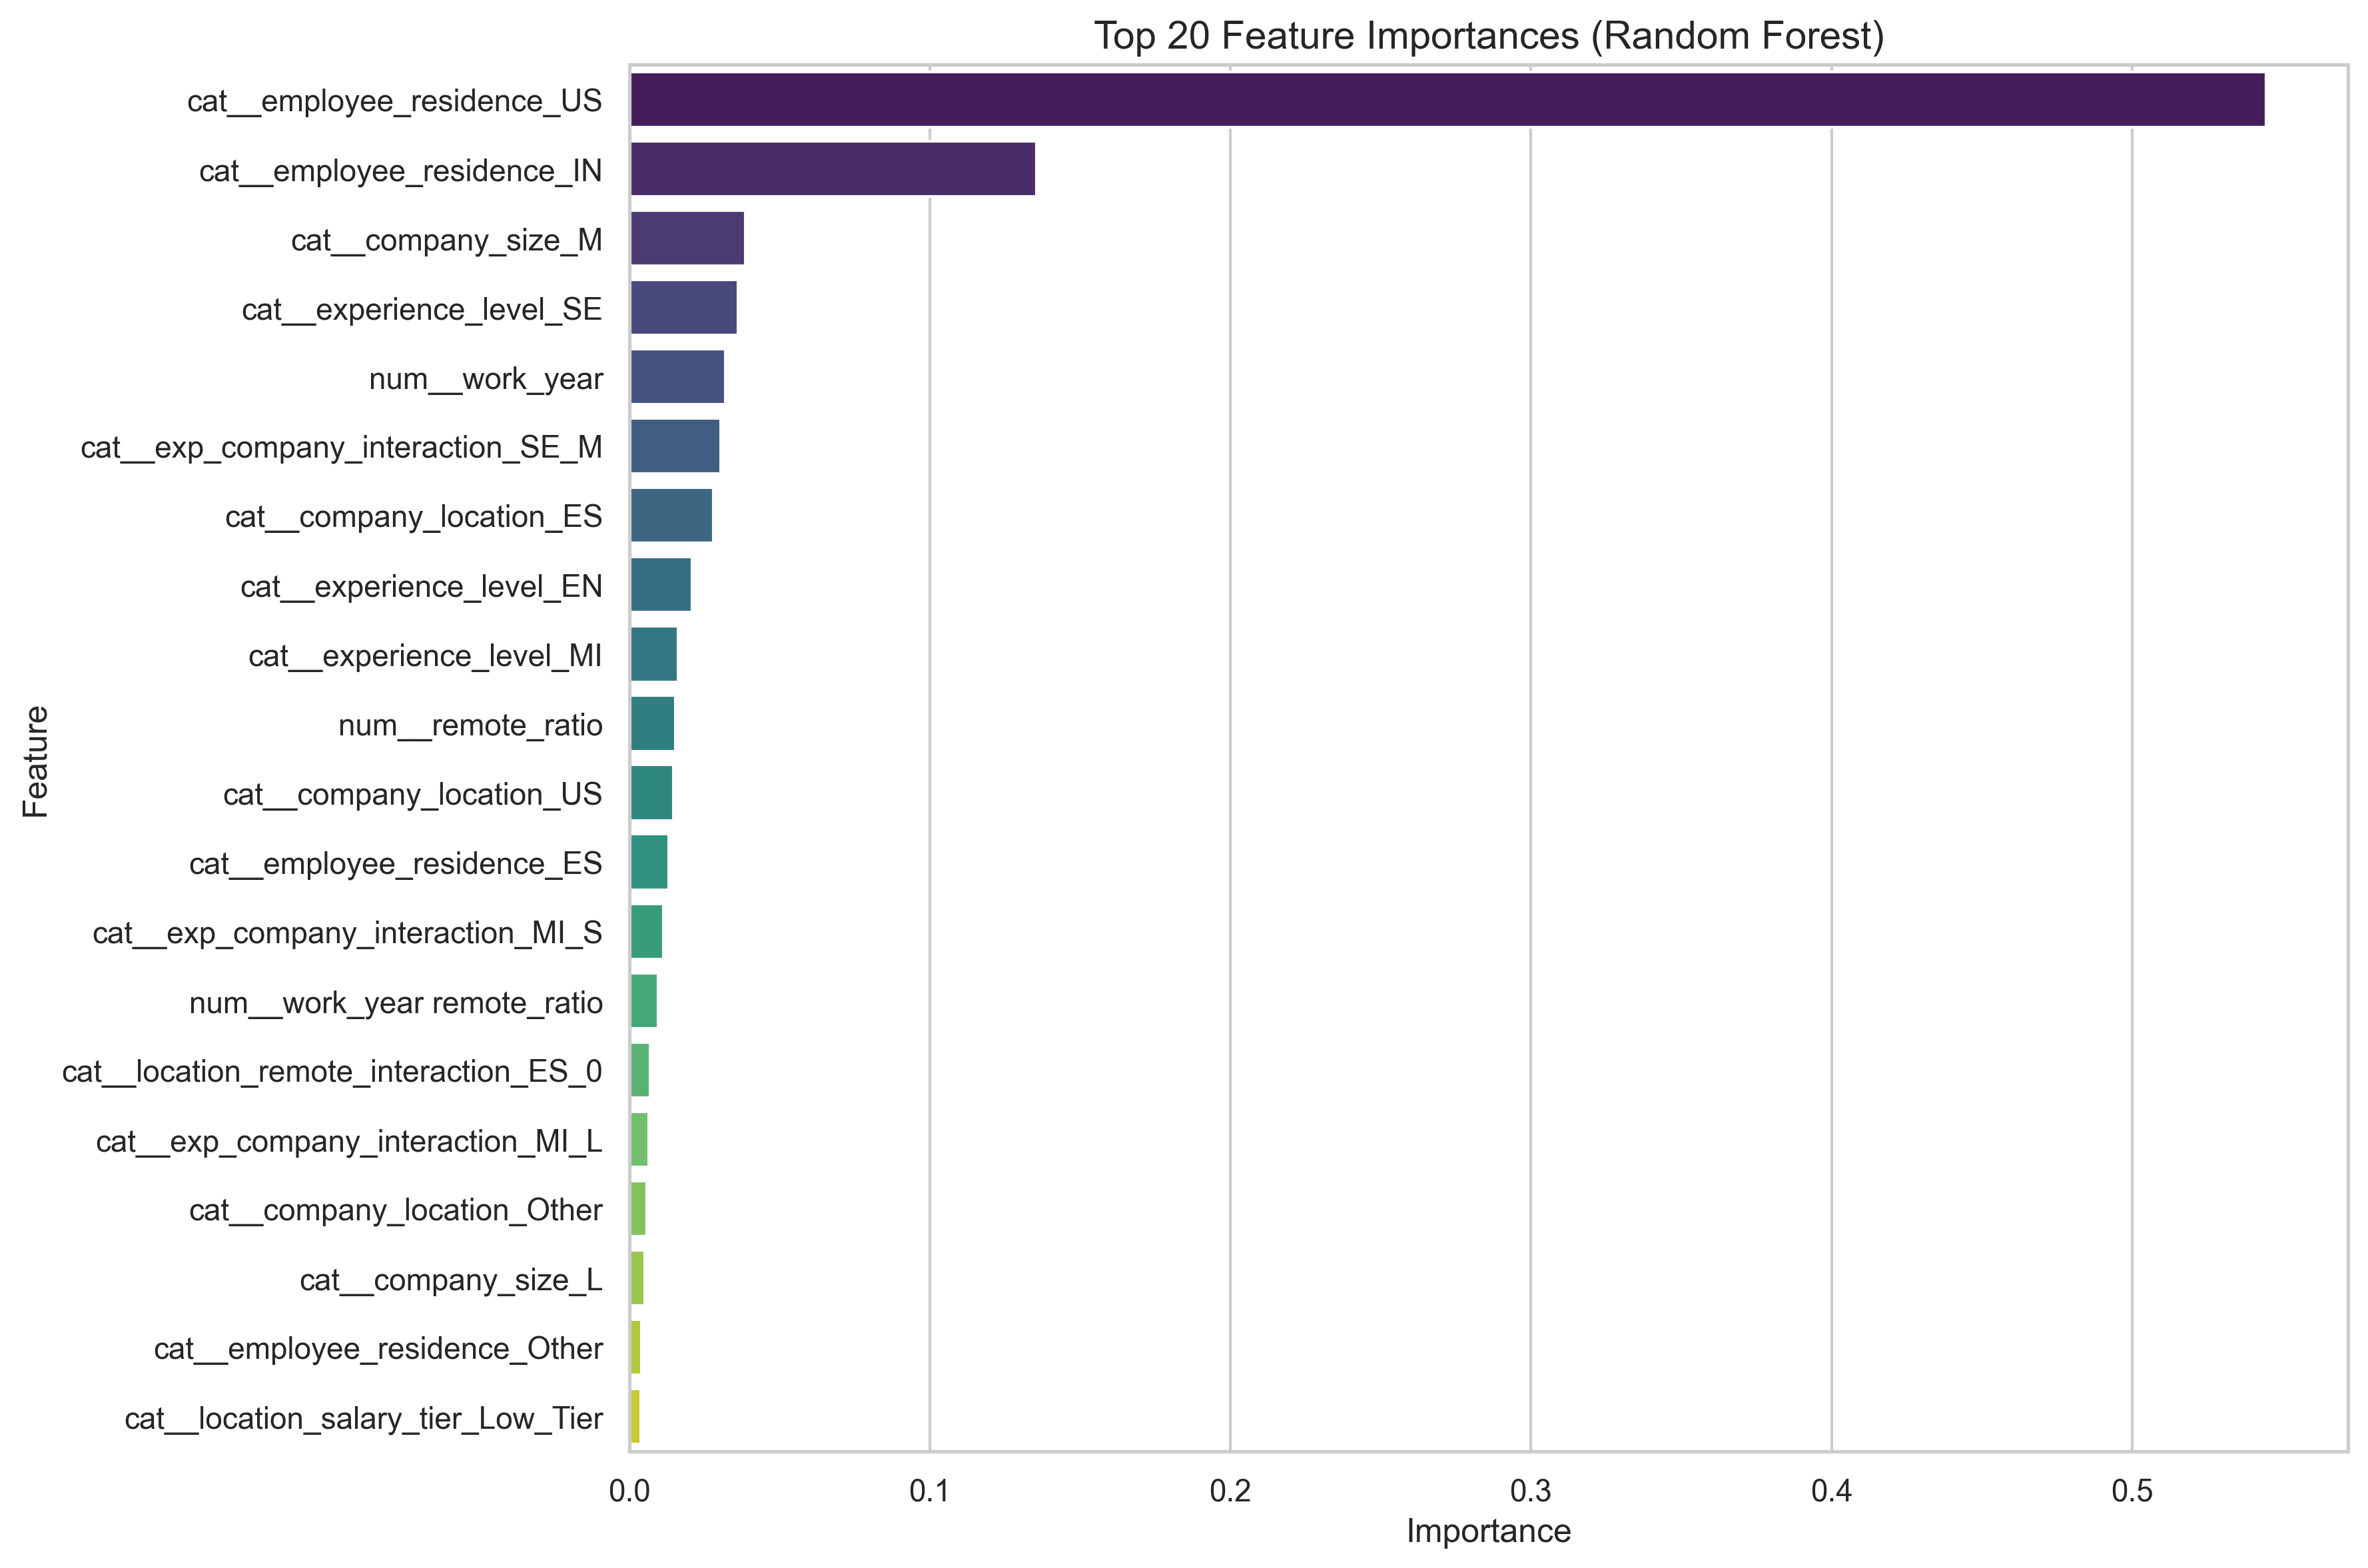 Top 20 Feature Importances (Random Forest)
cat__employee_residence_US
cat__employee_residence_IN
cat__company_size_M
cat__experience_level_SE
num__work_year
cat__exp_company_interaction_SE_M
cat__company_location_ES
cat__experience_level_EN
cat__experience_level_MI
num__remote_ratio
cat__company_location_US
cat__employee_residence_ES
cat__exp_company_interaction_MI_S
num__work_year remote_ratio
cat__location_remote_interaction_ES_0
cat__exp_company_interaction_MI_L
cat__company_location_Other
cat__company_size_L
cat__employee_residence_Other
cat__location_salary_tier_Low_Tier
Feature
0.0 0.1 0.2 0.3 0.4 0.5
Importance